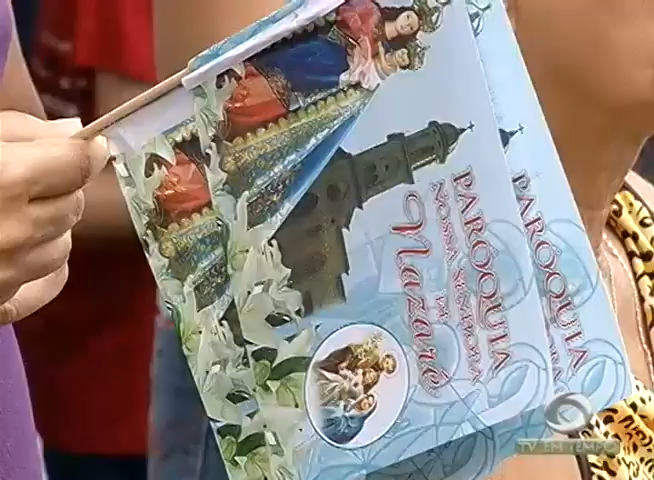 PARÓQUIA
NOSSA SENHORA
DE
Nazaré
PARÓQUIA
TV EM TEMPO